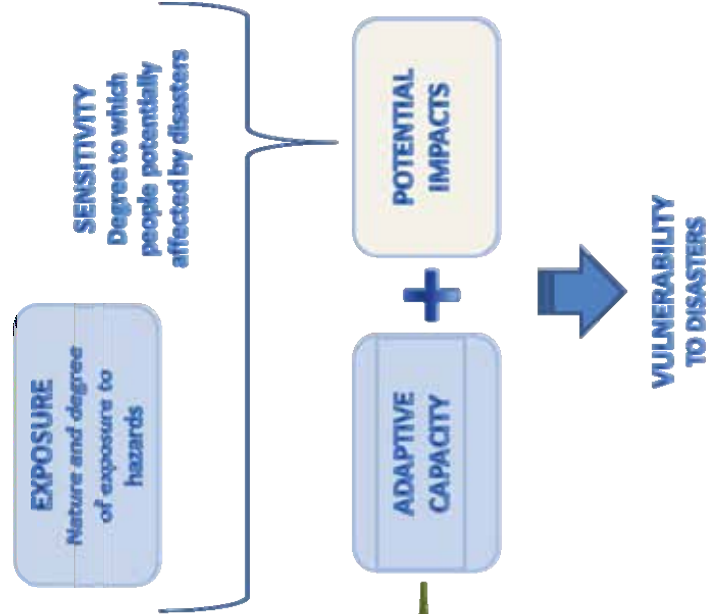 EXPOSURE
Nature and degree
of exposure to
hazards
SENSITIVITY
Degree to which
people potentially
affected by disasters
ADAPTIVE
CAPACITY
POTENTIAL
IMPACTS
VULNERABILITY
TO DISASTERS